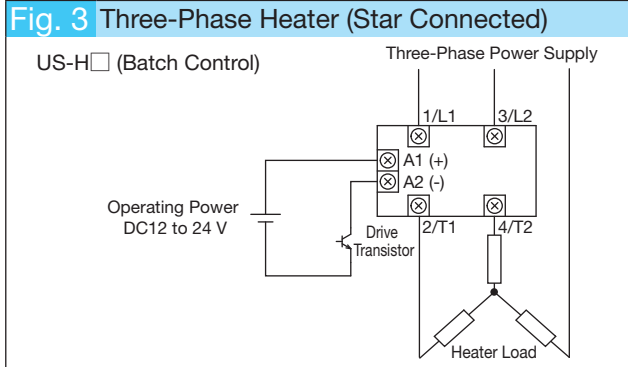 Fig. 3 Three-Phase Heater (Star Connected)
US-H□ (Batch Control)
Three-Phase Power Supply
1/L1
3/L2
A1 (+)
A2 (-)
Operating Power
DC12 to 24 V
Drive
Transistor
2/T1
4/T2
Heater Load